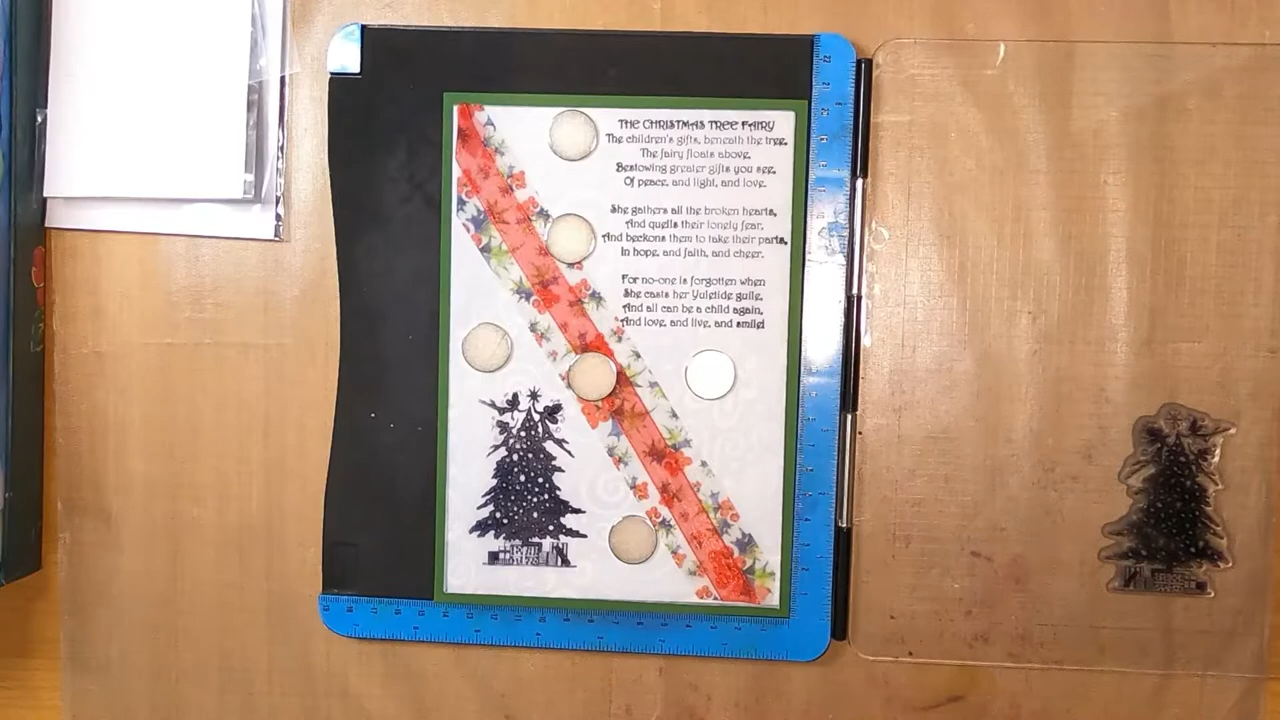 THE CHRISTMAS TREE FAIRY
The children's gifts, beneath the tree,
The fairy floats above,
Bestowing greater gifts you see,
Of peace, and light, and love.
She gathers all the broken hearts,
And quells their lonely fear,
And beckons them to take their parts,
In hope, and faith, and cheer.
For no-one is forgotten when
She casts her Yuletide guile,
And all can be a child again,
And love, and live, and smile!